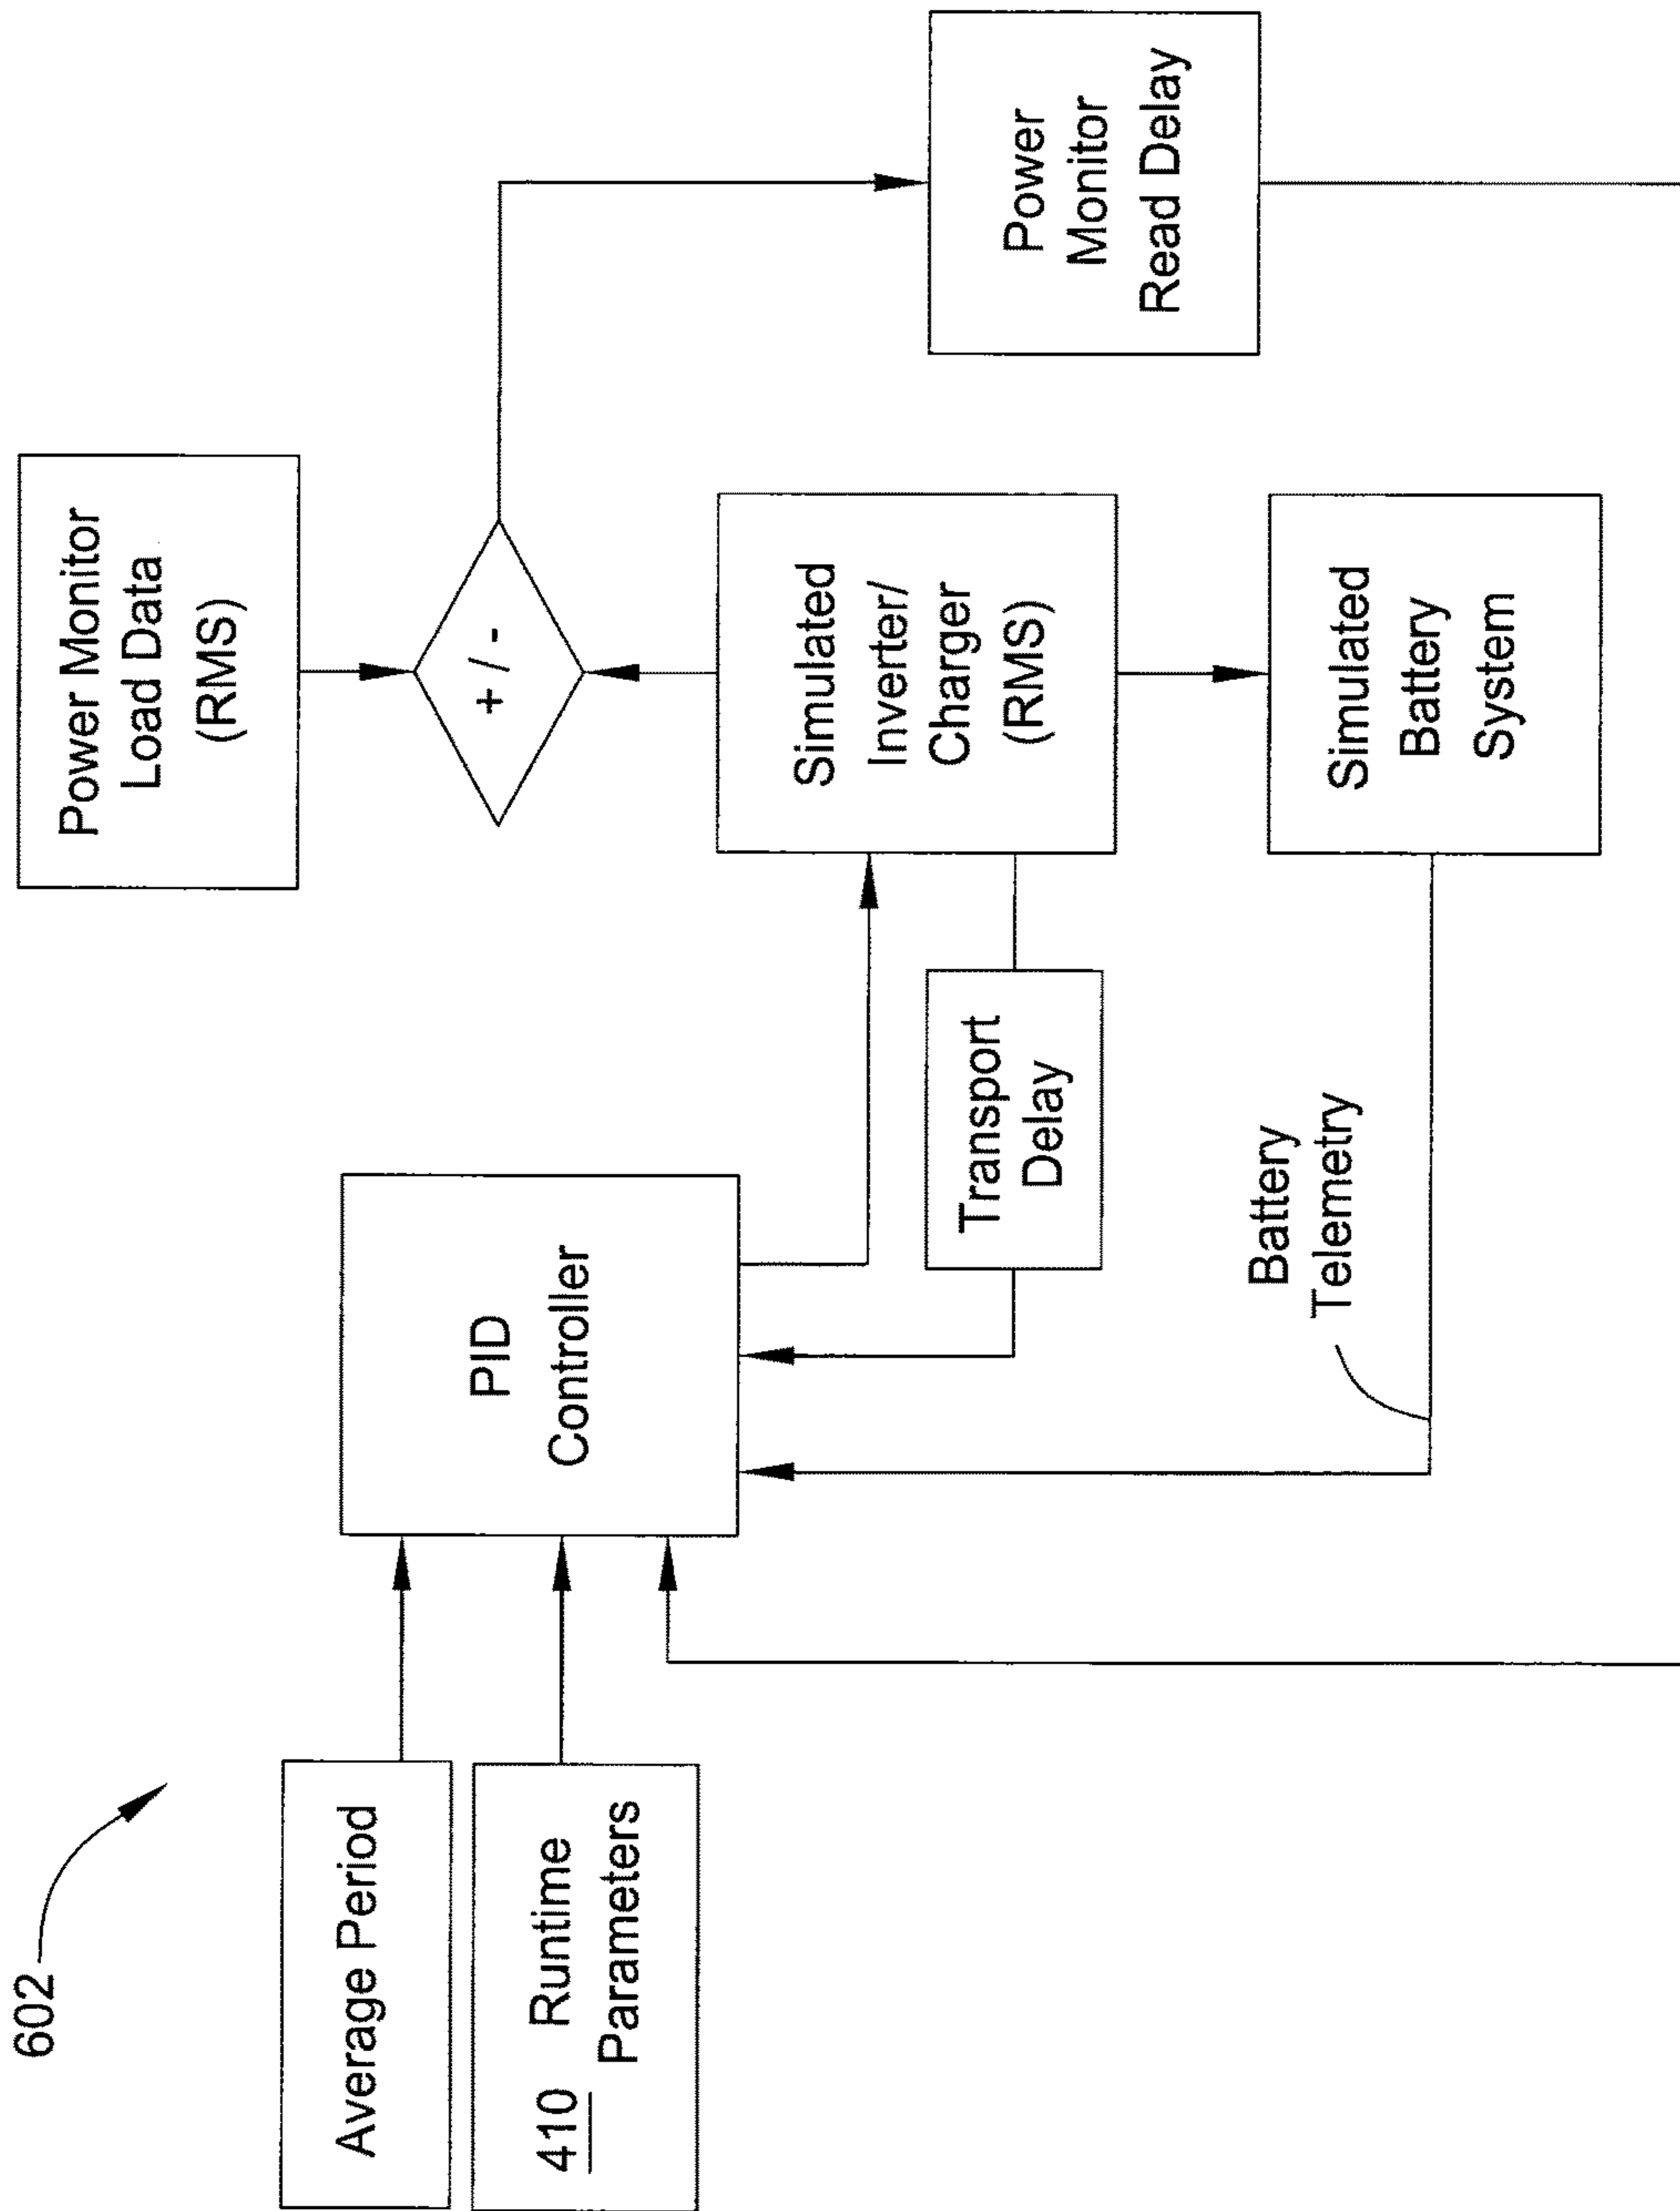 602
Average Period
410 Runtime
Parameters
PID
Controller
Transport
Delay
Battery
Telemetry
Power Monitor
Load Data
(RMS)
+ / -
Simulated
Inverter/
Charger
(RMS)
Simulated
Battery
System
Power
Monitor
Read Delay